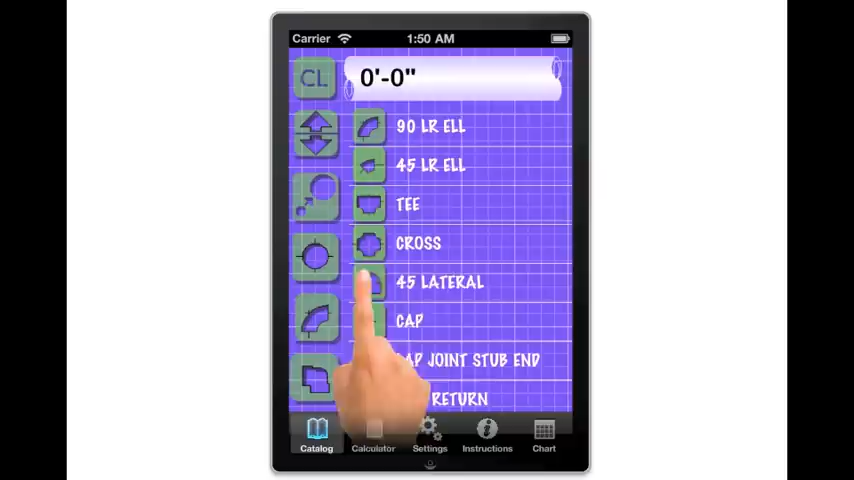 Carrier 1:50 AM
CL 0'-0"
90 LR ELL
45 LR ELL
TEE
CROSS
45 LATERAL
CAP
JOINT STUB END
RETURN
Catalog Calculator Settings Instructions Chart